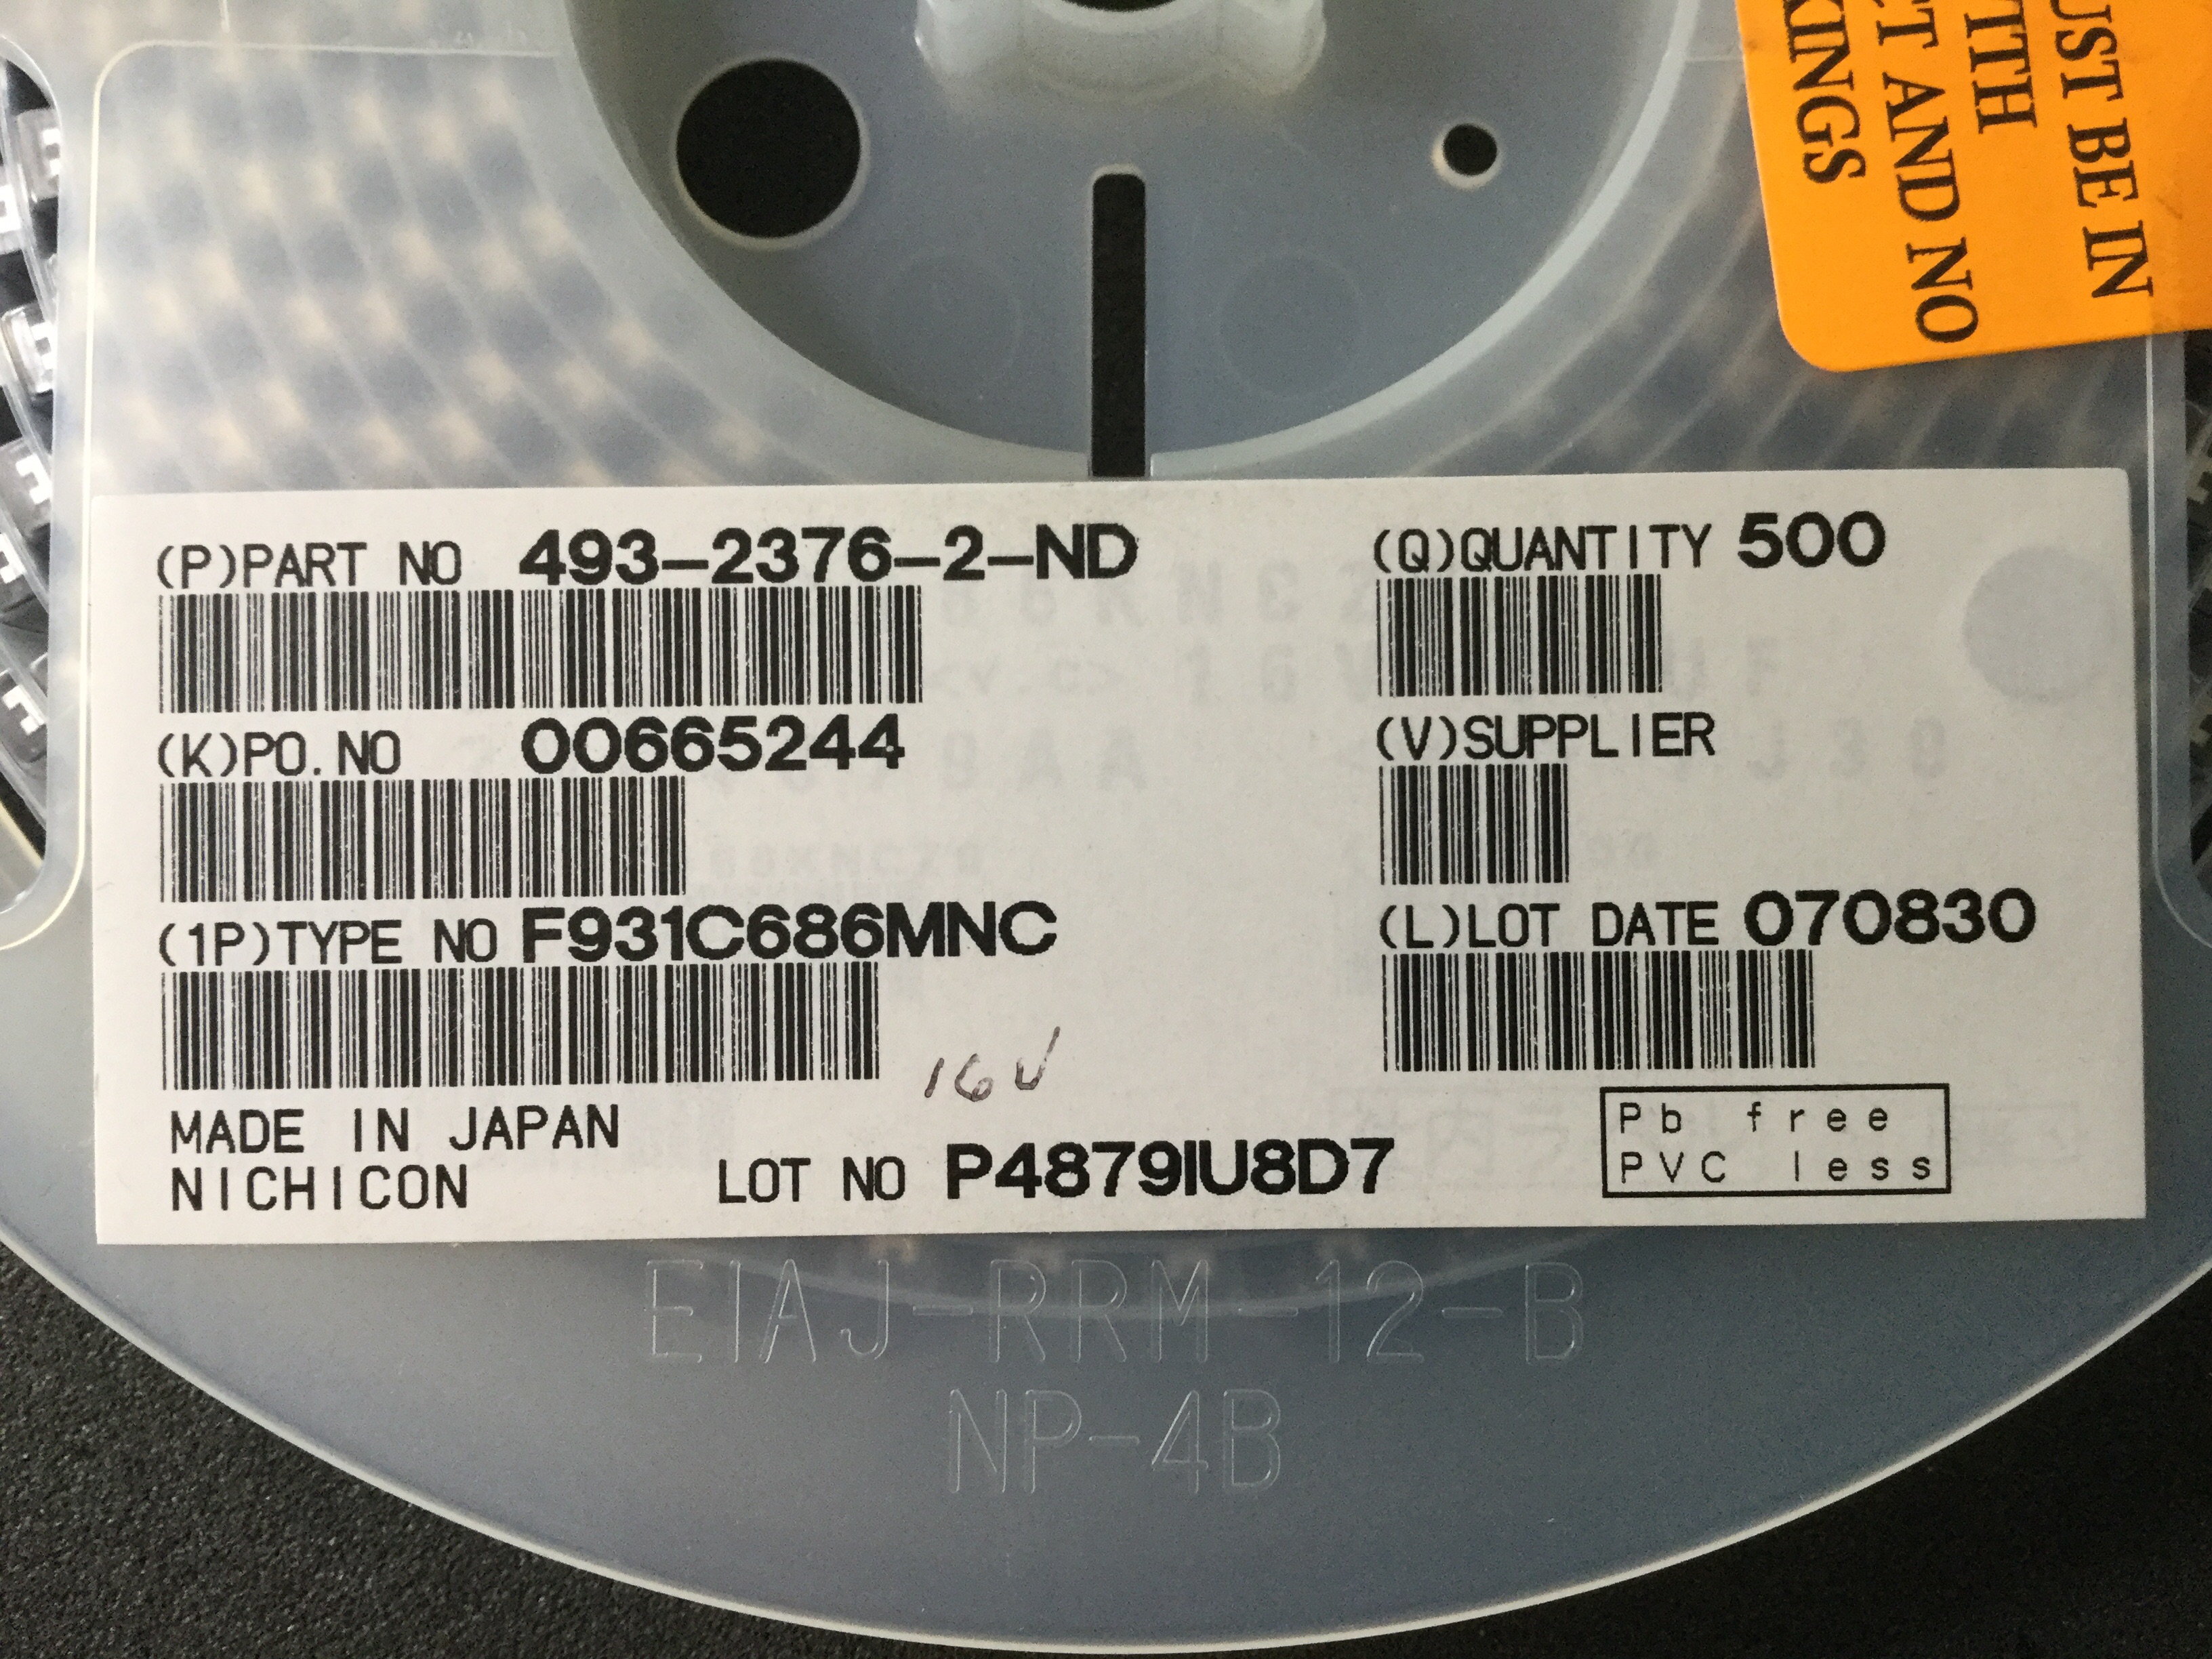 UST BE IN
ITH
T AND NO
KINGS
(P)PART NO 493-2376-2-ND
(Q)QUANTITY 500
(K)PO.NO 00665244
(V)SUPPLIER
(1P)TYPE NO F931C686MNC
(L)LOT DATE 070830
16V
MADE IN JAPAN
NICHICON
LOT NO P4879IU8D7
Pb free
PVC less
EIAJ-RRM-12-B
NP-4B